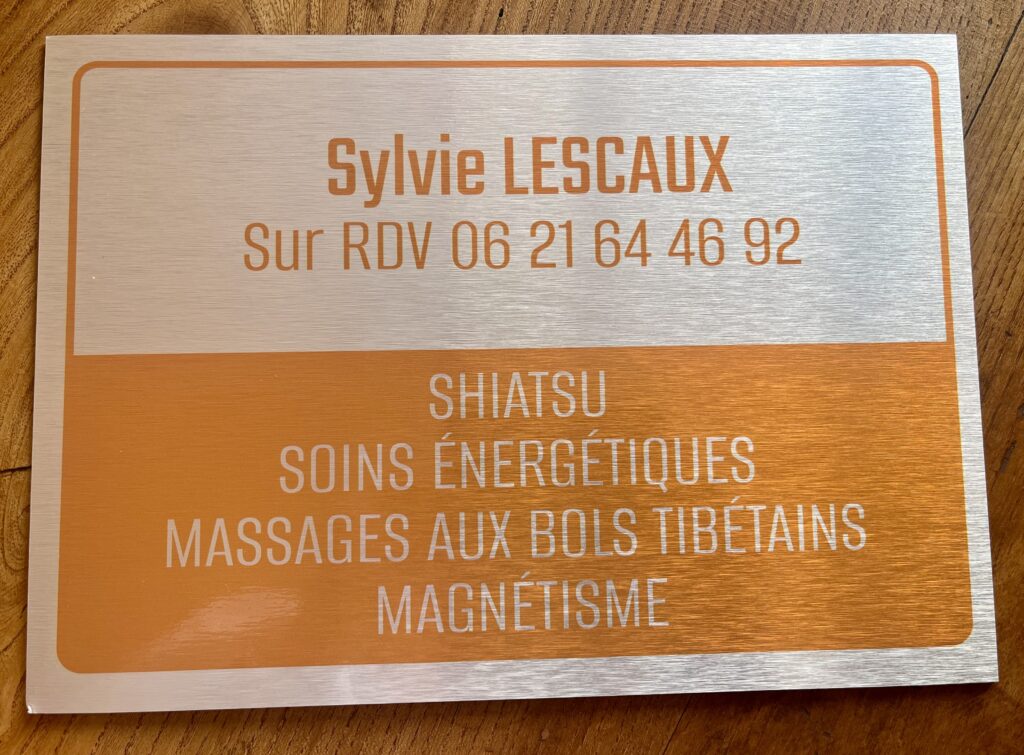 Sylvie LESCAUX
Sur RDV 06 21 64 46 92
SHIATSU
SOINS ÉNERGÉTIQUES
MASSAGES AUX BOLS TIBÉTAINS
MAGNÉTISME